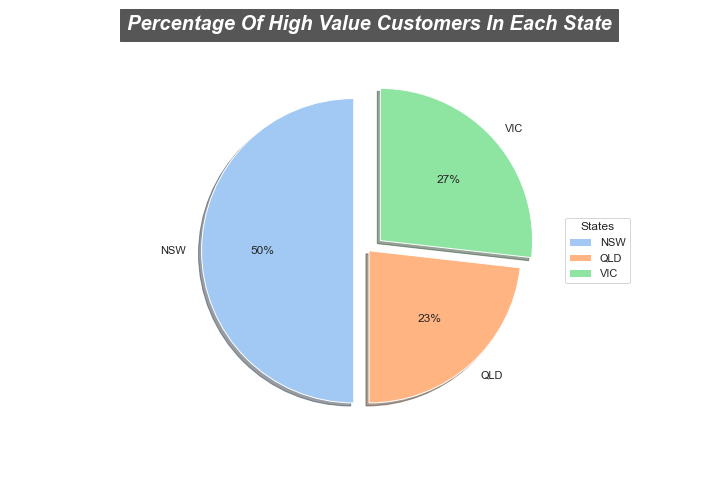 Percentage Of High Value Customers In Each State
VIC
27%
NSW
50%
23%
QLD
States
NSW
QLD
VIC